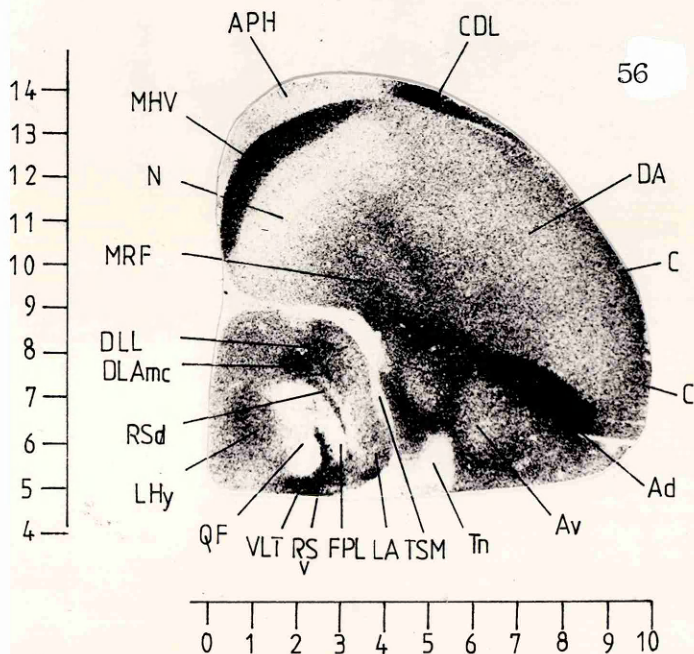 APH
CDL
56
14
MHV
13
N
12
DA
11
MRF
10
C
9
DLL
8
DLAmc
7
C
RSd
6
LHy
5
Ad
4
QF
VLT RS FPL LA TSM Tn Av
V
0 1 2 3 4 5 6 7 8 9 10